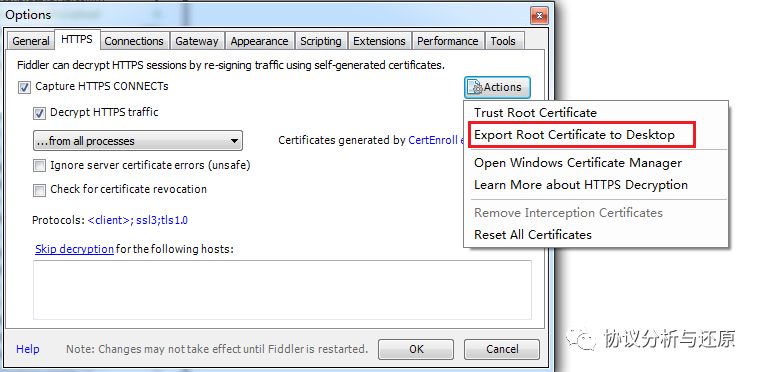 Options
General HTTPS Connections Gateway Appearance Scripting Extensions Performance Tools
Fiddler can decrypt HTTPS sessions by re-signing traffic using self-generated certificates.
Capture HTTPS CONNECTs
Actions
Decrypt HTTPS traffic
...from all processes
Certificates generated by CertEnroll e
Ignore server certificate errors (unsafe)
Check for certificate revocation
Protocols: <client>; ssl3;tls1.0
Skip decryption for the following hosts:
Trust Root Certificate
Export Root Certificate to Desktop
Open Windows Certificate Manager
Learn More about HTTPS Decryption
Remove Interception Certificates
Reset All Certificates
Help
Note: Changes may not take effect until Fiddler is restarted.
OK
Cancel
协议分析与还原